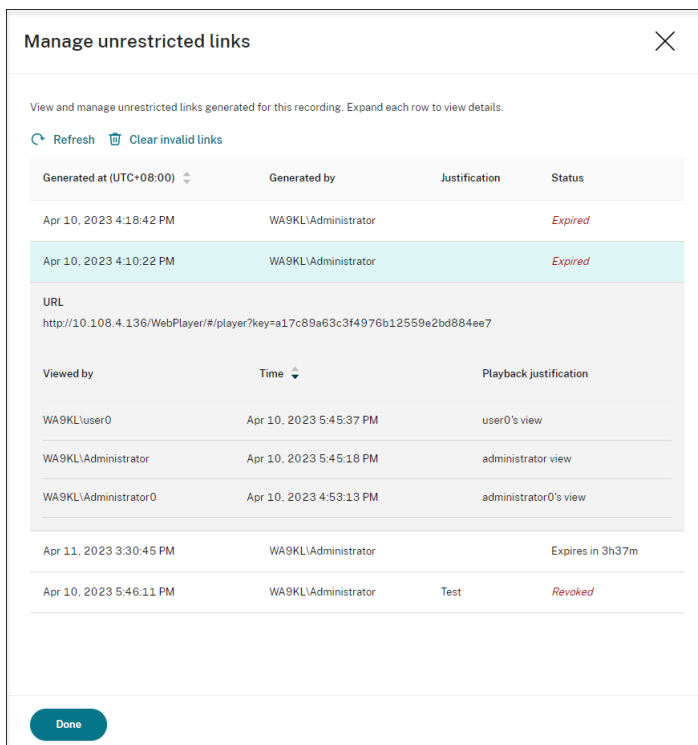 Manage unrestricted links
View and manage unrestricted links generated for this recording. Expand each row to view details.
Refresh Clear invalid links
Generated at (UTC+08:00) Generated by Justification Status
Apr 10, 2023 4:18:42 PM WA9KL\Administrator Expired
Apr 10, 2023 4:10:22 PM WA9KL\Administrator Expired
URL
http://10.108.4.136/WebPlayer/#/player?key=a17c89a63c3f4976b12559e2bd884ee7
Viewed by Time Playback justification
WA9KL\user0 Apr 10, 2023 5:45:37 PM user0's view
WA9KL\Administrator Apr 10, 2023 5:45:18 PM administrator view
WA9KL\Administrator0 Apr 10, 2023 4:53:13 PM administrator0's view
Apr 11, 2023 3:30:45 PM WA9KL\Administrator Expires in 3h37m
Apr 10, 2023 5:46:11 PM WA9KL\Administrator Test Revoked
Done